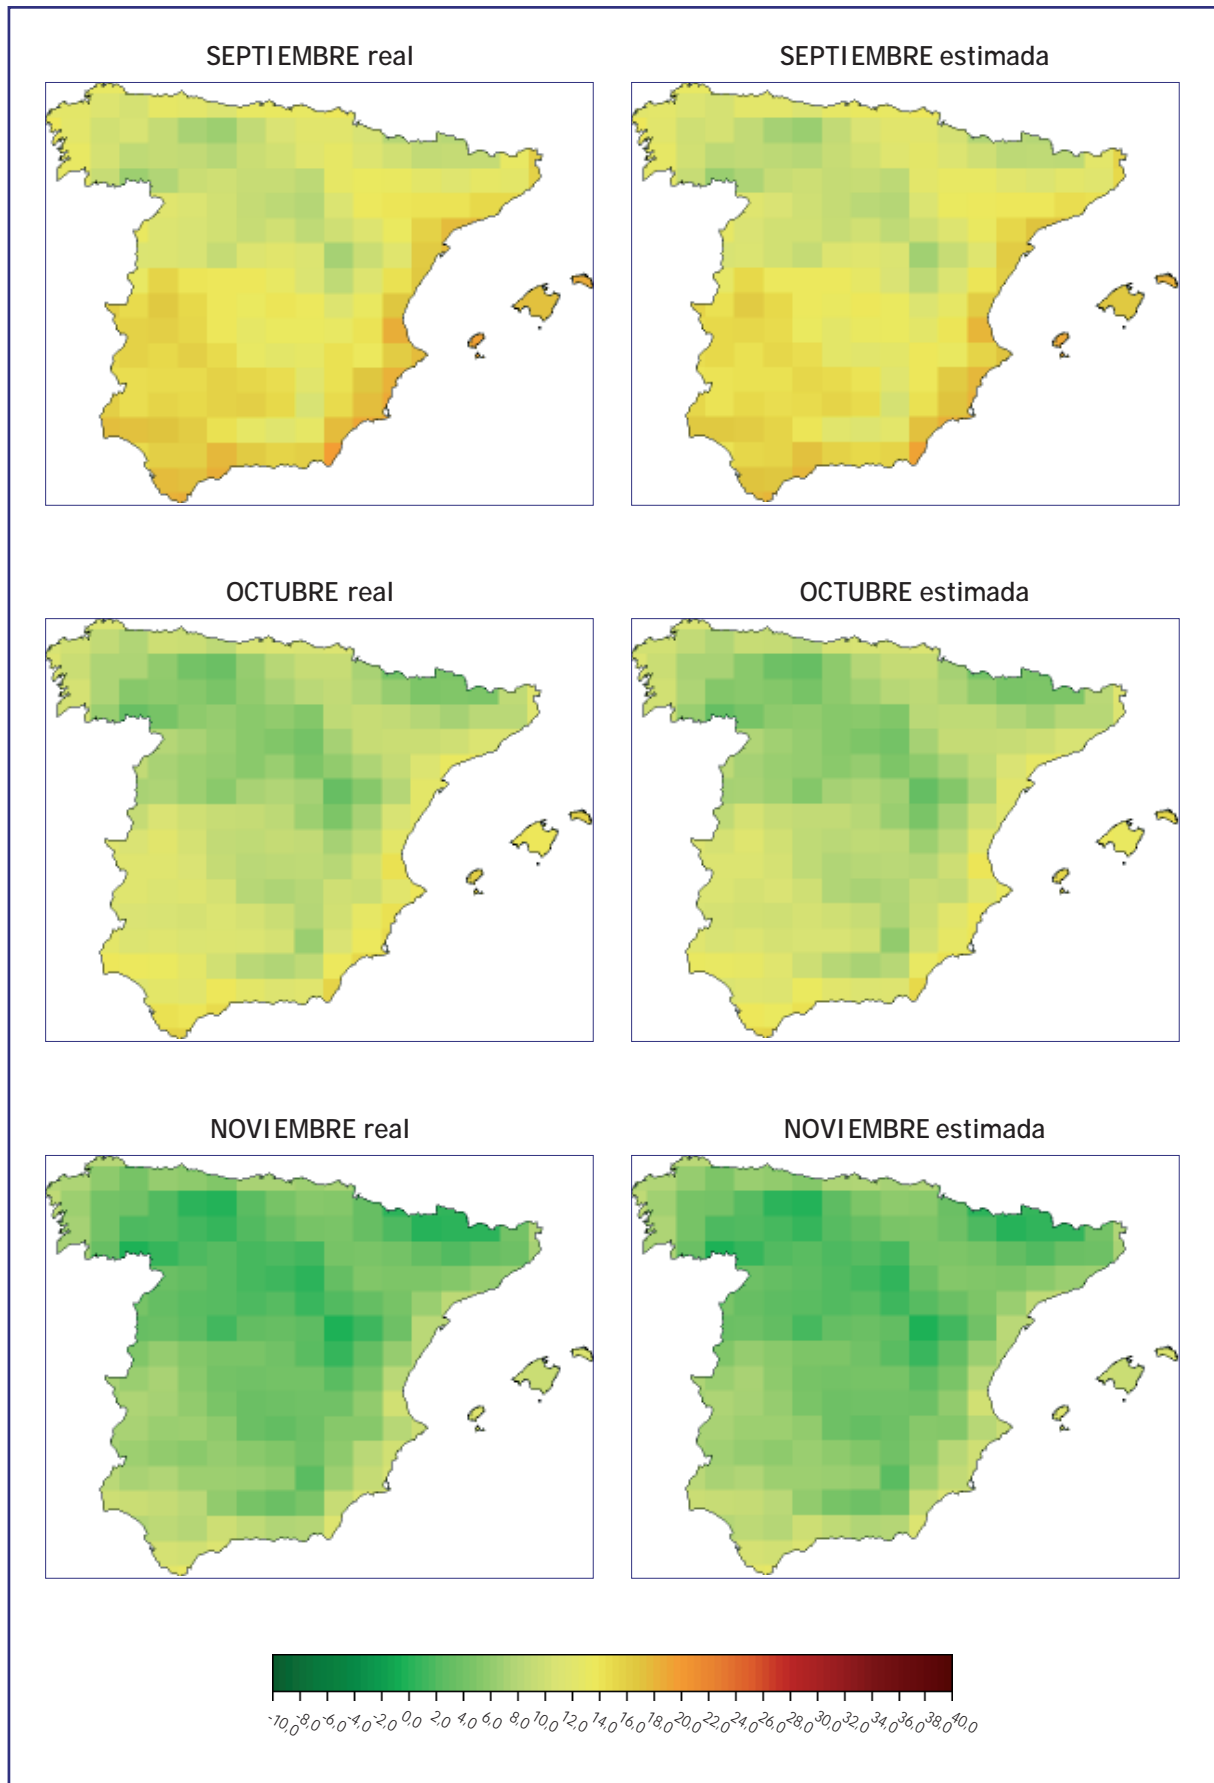 SEPTIEMBRE real
SEPTIEMBRE estimada
OCTUBRE real
OCTUBRE estimada
NOVIEMBRE real
NOVIEMBRE estimada
-10,0 -8,0 -6,0 -4,0 -2,0 0,0 2,0 4,0 6,0 8,0 10,0 12,0 14,0 16,0 18,0 20,0 22,0 24,0 26,0 28,0 30,0 32,0 34,0 36,0 38,0 40,0